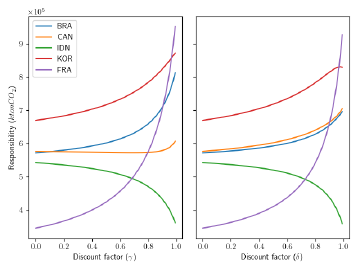 ×10⁵
BRA
CAN
IDN
KOR
FRA
9
8
7
6
5
4
Responsibility (MtonCO₂)
0.0 0.2 0.4 0.6 0.8 1.0
0.0 0.2 0.4 0.6 0.8 1.0
Discount factor (γ)
Discount factor (δ)